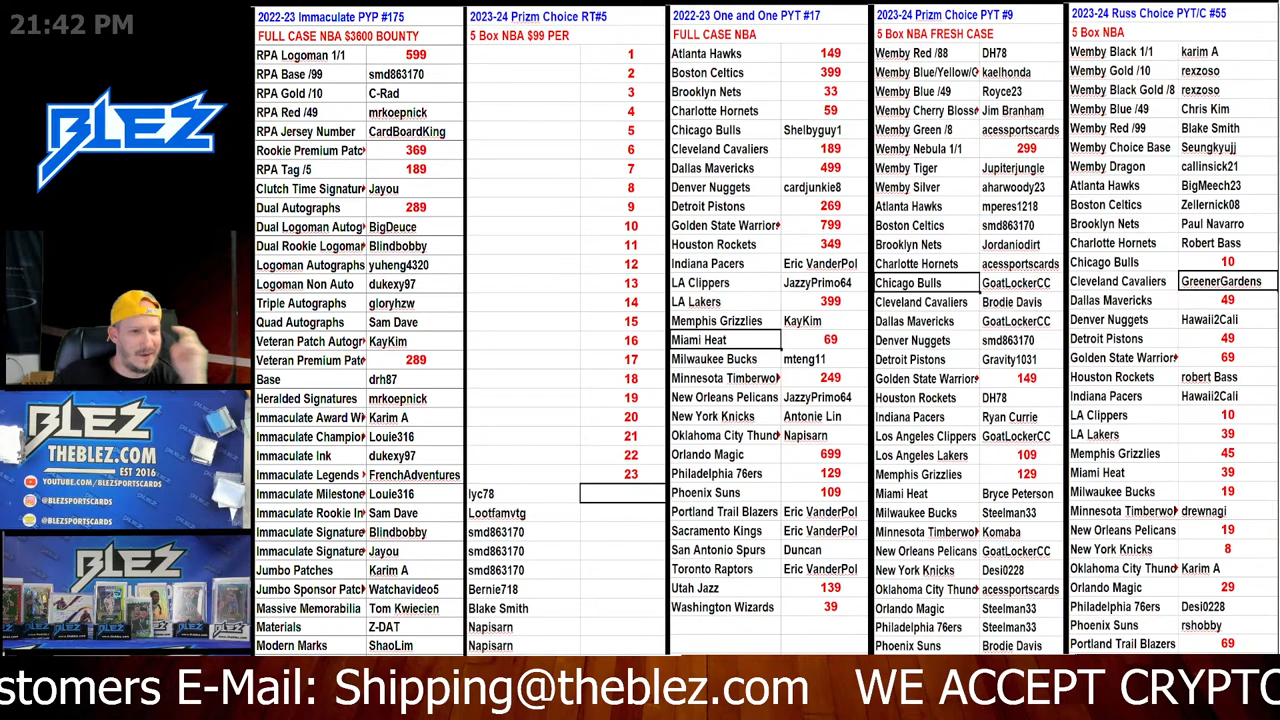 21:42 PM
BLEZ
BLEZ
THEBLEZ.COM
EST 2016
YOUTUBE.COM/BLEZSPORTSCARDS
@BLEZSPORTSCARDS
@BLEZSPORTSCARDS
BLEZ
2022-23 Immaculate PYP #175
FULL CASE NBA $3600 BOUNTY
RPA Logoman 1/1 599
RPA Base /99 smd863170
RPA Gold /10 C-Rad
RPA Red /49 mrkoepnick
RPA Jersey Number CardBoardKing
Rookie Premium Patc 369
RPA Tag /5 189
Clutch Time Signatur Jayou
Dual Autographs 289
Dual Logoman Autog BigDeuce
Dual Rookie Logomar Blindbobby
Logoman Autographs yuheng4320
Logoman Non Auto dukexy97
Triple Autographs gloryhzw
Quad Autographs Sam Dave
Veteran Patch Autogr KayKim
Veteran Premium Pat 289
Base drh87
Heralded Signatures mrkoepnick
Immaculate Award W Karim A
Immaculate Champio Louie316
Immaculate Ink dukexy97
Immaculate Legends FrenchAdventures
Immaculate Milestone Louie316
Immaculate Rookie In Sam Dave
Immaculate Signature Blindbobby
Immaculate Signature Jayou
Jumbo Patches Karim A
Jumbo Sponsor Patc Watchavideo5
Massive Memorabilia Tom Kwiecien
Materials Z-DAT
Modern Marks ShaoLim
2023-24 Prizm Choice RT#5
5 Box NBA $99 PER
1
2
3
4
5
6
7
8
9
10
11
12
13
14
15
16
17
18
19
20
21
22
23
lyc78
Lootfamvtg
smd863170
smd863170
smd863170
Bernie718
Blake Smith
Napisarn
Napisarn
2022-23 One and One PYT #17
FULL CASE NBA
Atlanta Hawks 149
Boston Celtics 399
Brooklyn Nets 33
Charlotte Hornets 59
Chicago Bulls Shelbyguy1
Cleveland Cavaliers 189
Dallas Mavericks 499
Denver Nuggets cardjunkie8
Detroit Pistons 269
Golden State Warrior 799
Houston Rockets 349
Indiana Pacers Eric VanderPol
LA Clippers JazzyPrimo64
LA Lakers 399
Memphis Grizzlies KayKim
Miami Heat 69
Milwaukee Bucks mteng11
Minnesota Timberwo 249
New Orleans Pelicans JazzyPrimo64
New York Knicks Antonie Lin
Oklahoma City Thund Napisarn
Orlando Magic 699
Philadelphia 76ers 129
Phoenix Suns 109
Portland Trail Blazers Eric VanderPol
Sacramento Kings Eric VanderPol
San Antonio Spurs Duncan
Toronto Raptors Eric VanderPol
Utah Jazz 139
Washington Wizards 39
2023-24 Prizm Choice PYT #9
5 Box NBA FRESH CASE
Wemby Red /88 DH78
Wemby Blue/Yellow/G kaelhonda
Wemby Blue /49 Royce23
Wemby Cherry Bloss Jim Branham
Wemby Green /8 acessportscards
Wemby Nebula 1/1 299
Wemby Tiger Jupiterjungle
Wemby Silver aharwoody23
Atlanta Hawks mperes1218
Boston Celtics smd863170
Brooklyn Nets Jordaniodirt
Charlotte Hornets acessportscards
Chicago Bulls GoatLockerCC
Cleveland Cavaliers Brodie Davis
Dallas Mavericks GoatLockerCC
Denver Nuggets smd863170
Detroit Pistons Gravity1031
Golden State Warrior 149
Houston Rockets DH78
Indiana Pacers Ryan Currie
Los Angeles Clippers GoatLockerCC
Los Angeles Lakers 109
Memphis Grizzlies 129
Miami Heat Bryce Peterson
Milwaukee Bucks Steelman33
Minnesota Timberwo Komaba
New Orleans Pelicans GoatLockerCC
New York Knicks Desi0228
Oklahoma City Thund acessportscards
Orlando Magic Steelman33
Philadelphia 76ers Steelman33
Phoenix Suns Brodie Davis
2023-24 Russ Choice PYT/C #55
5 Box NBA
Wemby Black 1/1 karim A
Wemby Gold /10 rexzoso
Wemby Black Gold /8 rexzoso
Wemby Blue /49 Chris Kim
Wemby Red /99 Blake Smith
Wemby Choice Base Seungkyujj
Wemby Dragon callinsick21
Atlanta Hawks BigMeech23
Boston Celtics Zellernick08
Brooklyn Nets Paul Navarro
Charlotte Hornets Robert Bass
Chicago Bulls 10
Cleveland Cavaliers GreenerGardens
Dallas Mavericks 49
Denver Nuggets Hawaii2Cali
Detroit Pistons 49
Golden State Warrior 69
Houston Rockets robert Bass
Indiana Pacers Hawaii2Cali
LA Clippers 10
LA Lakers 39
Memphis Grizzlies 45
Miami Heat 39
Milwaukee Bucks 19
Minnesota Timberwo drewnagi
New Orleans Pelicans 19
New York Knicks 8
Oklahoma City Thund Karim A
Orlando Magic 29
Philadelphia 76ers Desi0228
Phoenix Suns rshobby
Portland Trail Blazers 69
stomers E-Mail: Shipping@theblez.com WE ACCEPT CRYPTO